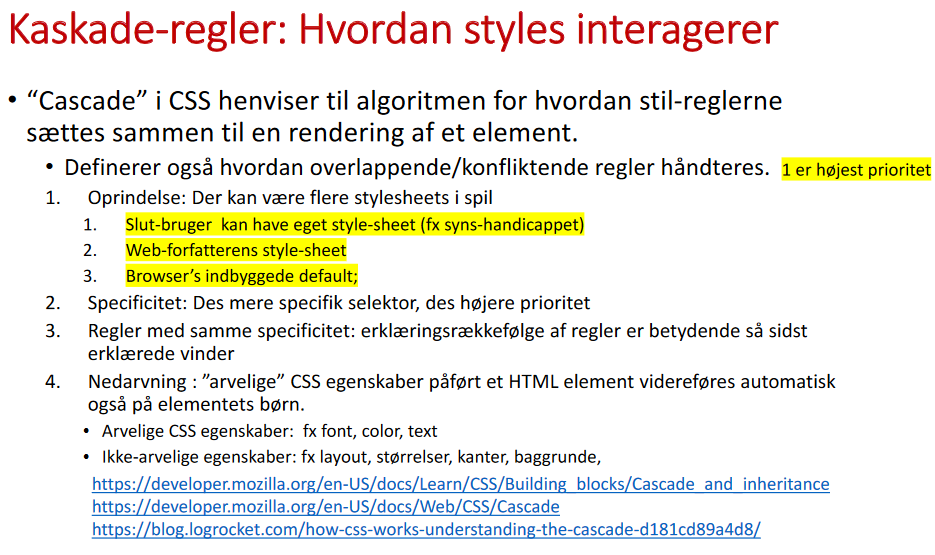 Kaskade-regler: Hvordan styles interagerer
• “Cascade” i CSS henviser til algoritmen for hvordan stil-reglerne
sættes sammen til en rendering af et element.
• Definerer også hvordan overlappende/konfliktende regler håndteres. 1 er højest prioritet
1. Oprindelse: Der kan være flere stylesheets i spil
1. Slut-bruger kan have eget style-sheet (fx syns-handicappet)
2. Web-forfatterens style-sheet
3. Browser’s indbyggede default;
2. Specificitet: Des mere specifik selektor, des højere prioritet
3. Regler med samme specificitet: erklæringsrækkefølge af regler er betydende så sidst
erklærede vinder
4. Nedarvning : ”arvelige” CSS egenskaber påført et HTML element videreføres automatisk
også på elementets børn.
• Arvelige CSS egenskaber: fx font, color, text
• Ikke-arvelige egenskaber: fx layout, størrelser, kanter, baggrunde,
https://developer.mozilla.org/en-US/docs/Learn/CSS/Building_blocks/Cascade_and_inheritance
https://developer.mozilla.org/en-US/docs/Web/CSS/Cascade
https://blog.logrocket.com/how-css-works-understanding-the-cascade-d181cd89a4d8/